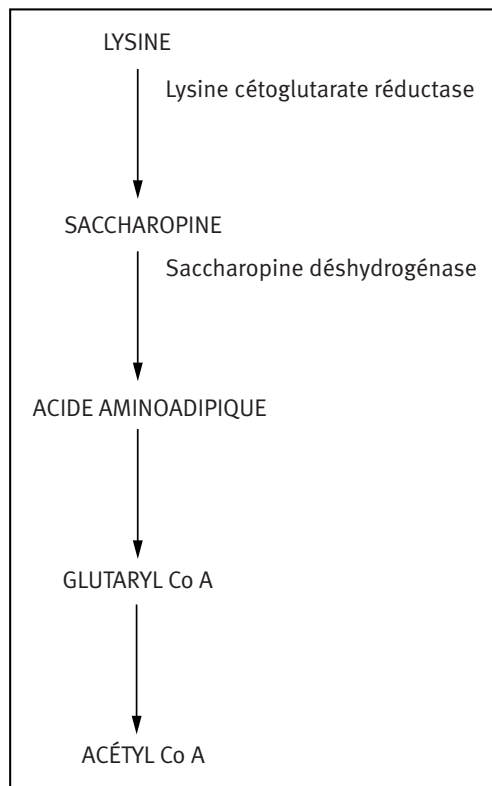 LYSINE
Lysine cétoglutarate réductase
SACCHAROPINE
Saccharopine déshydrogénase
ACIDE AMINOADIPIQUE
GLUTARYL Co A
ACÉTYL Co A